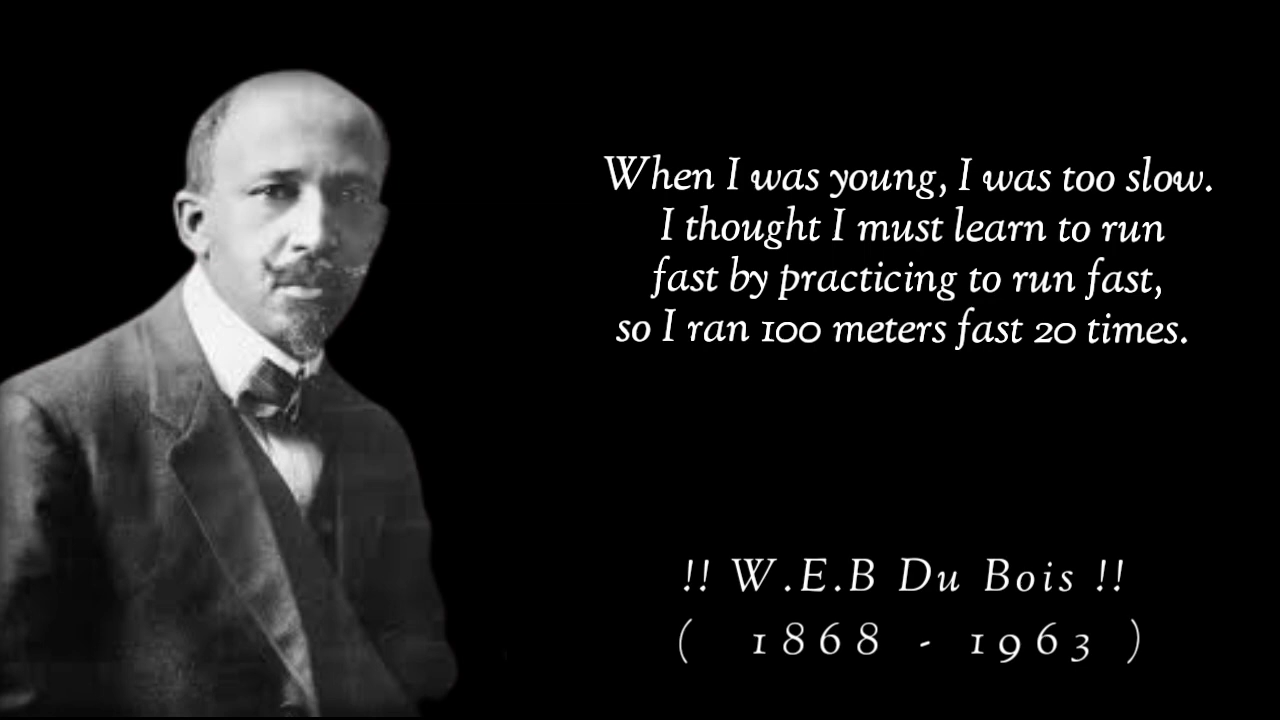 When I was young, I was too slow.
I thought I must learn to run
fast by practicing to run fast,
so I ran 100 meters fast 20 times.
!! W.E.B Du Bois !!
( 1868 - 1963 )